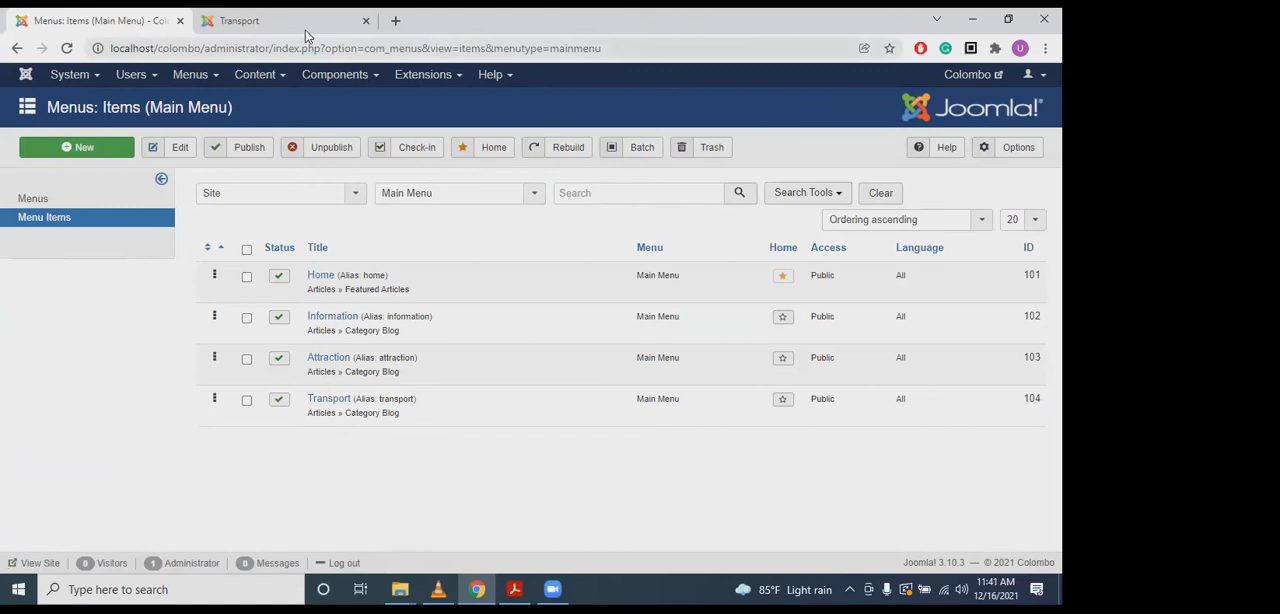 Menus: Items (Main Menu) - Col
Transport
localhost/colombo/administrator/index.php?option=com_menus&view=items&menutype=mainmenu
U
System Users Menus Content Components Extensions Help Colombo
Menus: Items (Main Menu) Joomla!®
New Edit Publish Unpublish Check-in Home Rebuild Batch Trash Help Options
Menus
Menu Items
Site Main Menu Search Search Tools Clear
Ordering ascending 20
Status Title Menu Home Access Language ID
Home (Alias: home) Main Menu Public All 101
Articles » Featured Articles
Information (Alias: information) Main Menu Public All 102
Articles » Category Blog
Attraction (Alias: attraction) Main Menu Public All 103
Articles » Category Blog
Transport (Alias: transport) Main Menu Public All 104
Articles » Category Blog
View Site 0 Visitors 1 Administrator 0 Messages Log out Joomla! 3.10.3 — © 2021 Colombo
Type here to search 85°F Light rain 11:41 AM
12/16/2021